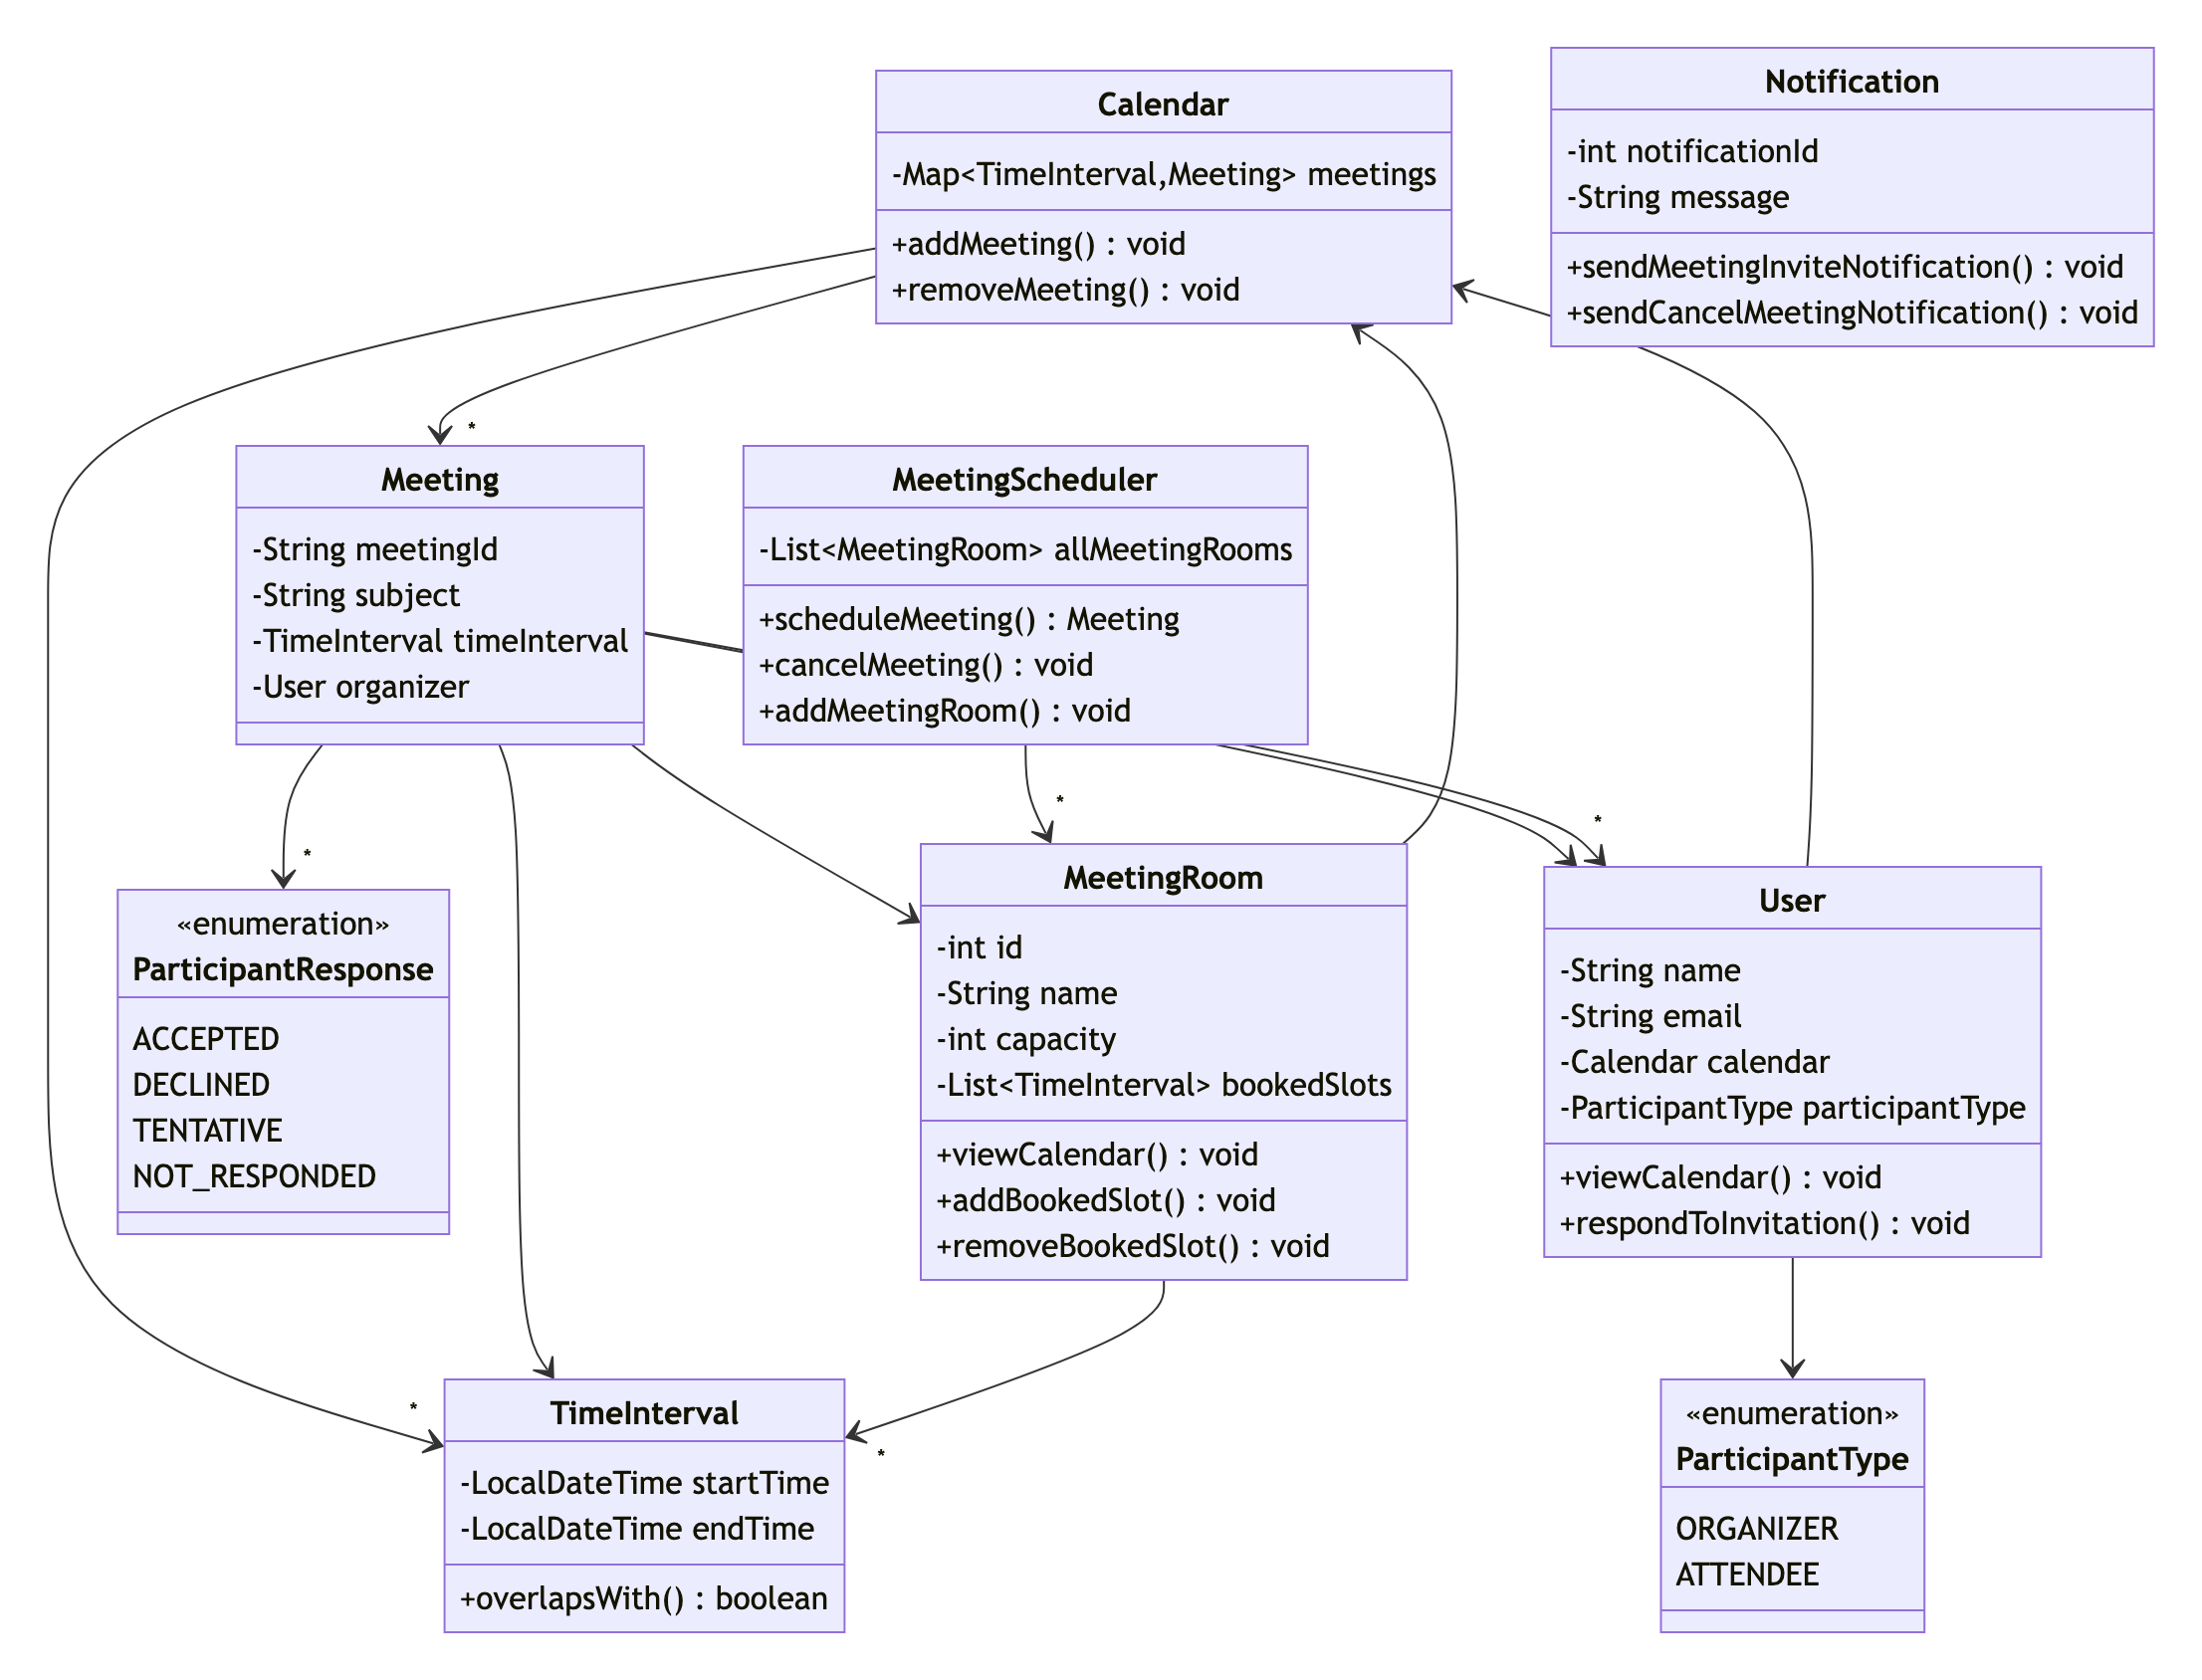 Calendar
-Map<TimeInterval,Meeting> meetings
+addMeeting() : void
+removeMeeting() : void
Notification
-int notificationId
-String message
+sendMeetingInviteNotification() : void
+sendCancelMeetingNotification() : void
*
Meeting
-String meetingId
-String subject
-TimeInterval timeInterval
-User organizer
MeetingScheduler
-List<MeetingRoom> allMeetingRooms
+scheduleMeeting() : Meeting
+cancelMeeting() : void
+addMeetingRoom() : void
*
*
*
«enumeration»
ParticipantResponse
ACCEPTED
DECLINED
TENTATIVE
NOT_RESPONDED
MeetingRoom
-int id
-String name
-int capacity
-List<TimeInterval> bookedSlots
+viewCalendar() : void
+addBookedSlot() : void
+removeBookedSlot() : void
User
-String name
-String email
-Calendar calendar
-ParticipantType participantType
+viewCalendar() : void
+respondToInvitation() : void
*
*
TimeInterval
-LocalDateTime startTime
-LocalDateTime endTime
+overlapsWith() : boolean
«enumeration»
ParticipantType
ORGANIZER
ATTENDEE